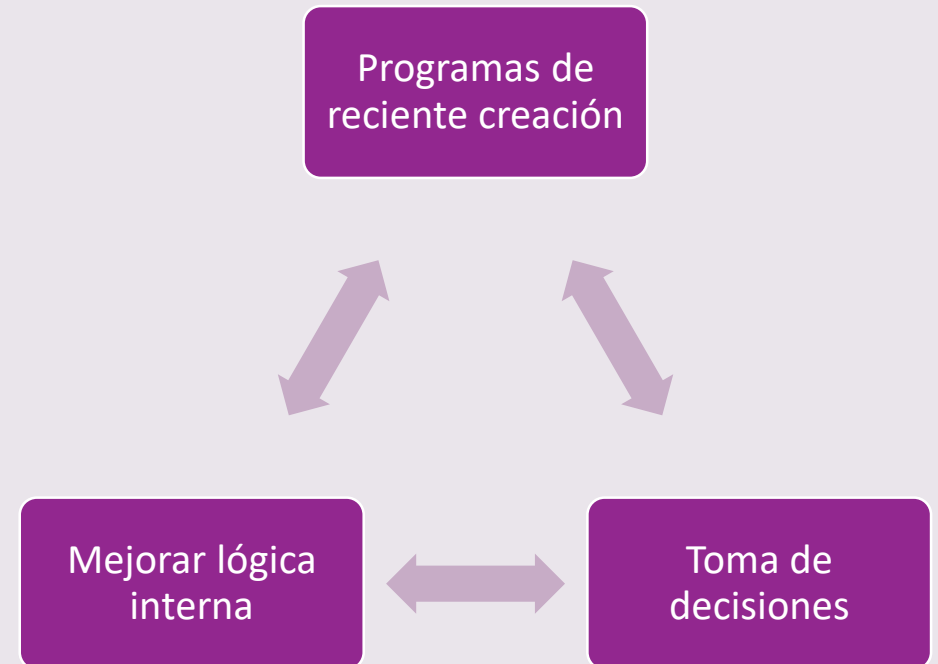 Programas de
reciente creación
Mejorar lógica
interna
Toma de
decisiones